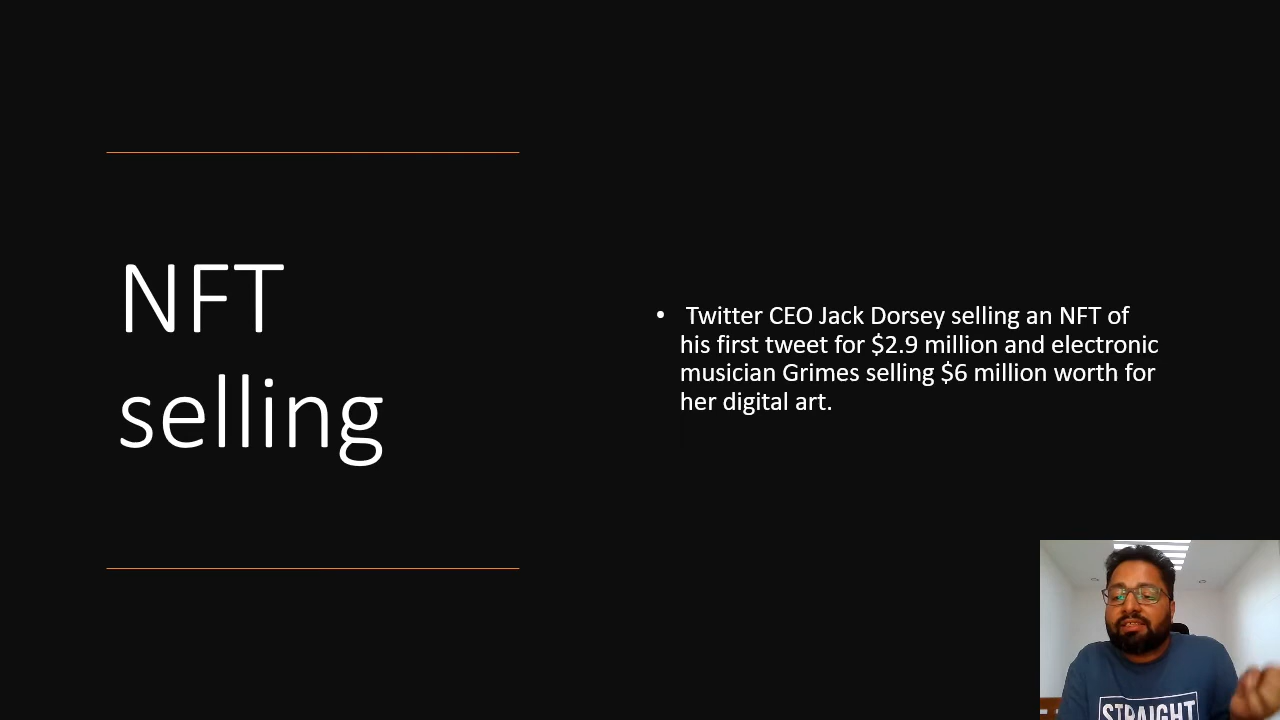 NFT
selling
• Twitter CEO Jack Dorsey selling an NFT of
his first tweet for $2.9 million and electronic
musician Grimes selling $6 million worth for
her digital art.
STRAIGHT